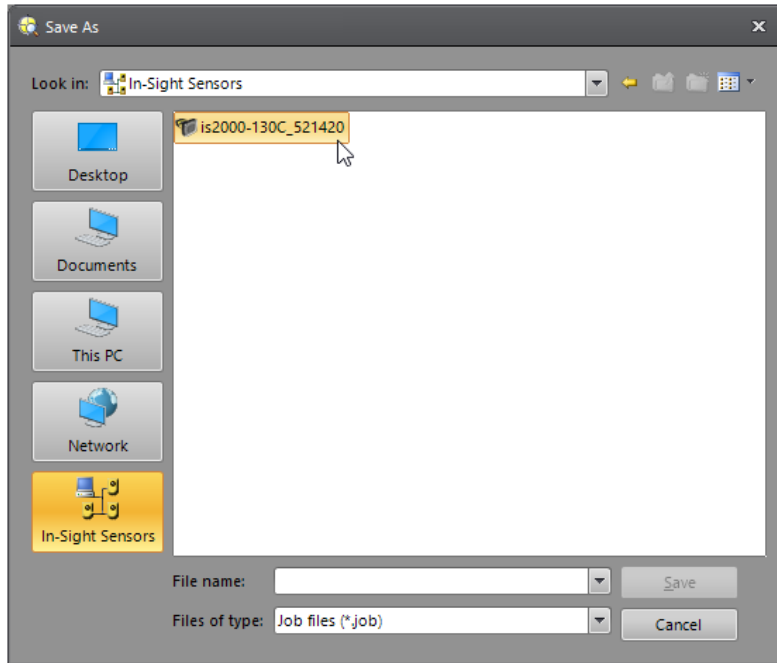 Save As
Look in: In-Sight Sensors
is2000-130C_521420
Desktop
Documents
This PC
Network
In-Sight Sensors
File name:
Save
Files of type: Job files (*.job)
Cancel